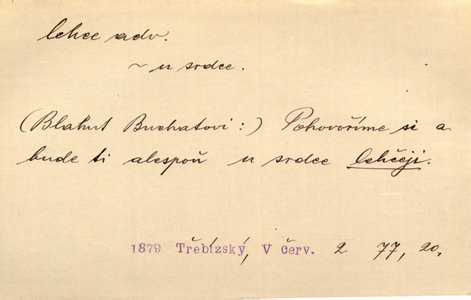 lehce adv.
~ u srdce.
(Blahut Buchatovi:) Pohovoříme si a
bude ti alespoň u srdce lehčeji.
1879 Třebízský, V červ. 2 77, 20.